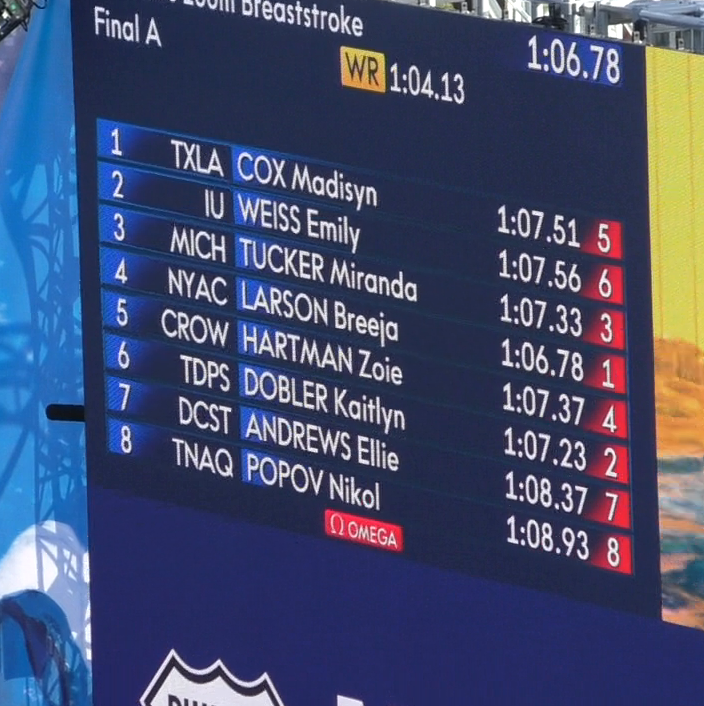 Breaststroke
Final A
1:06.78
WR 1:04.13
1 TXLA COX Madisyn 1:07.51 5
2 IU WEISS Emily 1:07.56 6
3 MICH TUCKER Miranda 1:07.33 3
4 NYAC LARSON Breeja 1:06.78 1
5 CROW HARTMAN Zoie 1:07.37 4
6 TDPS DOBLER Kaitlyn 1:07.23 2
7 DCST ANDREWS Ellie 1:08.37 7
8 TNAQ POPOV Nikol 1:08.93 8
Ω OMEGA